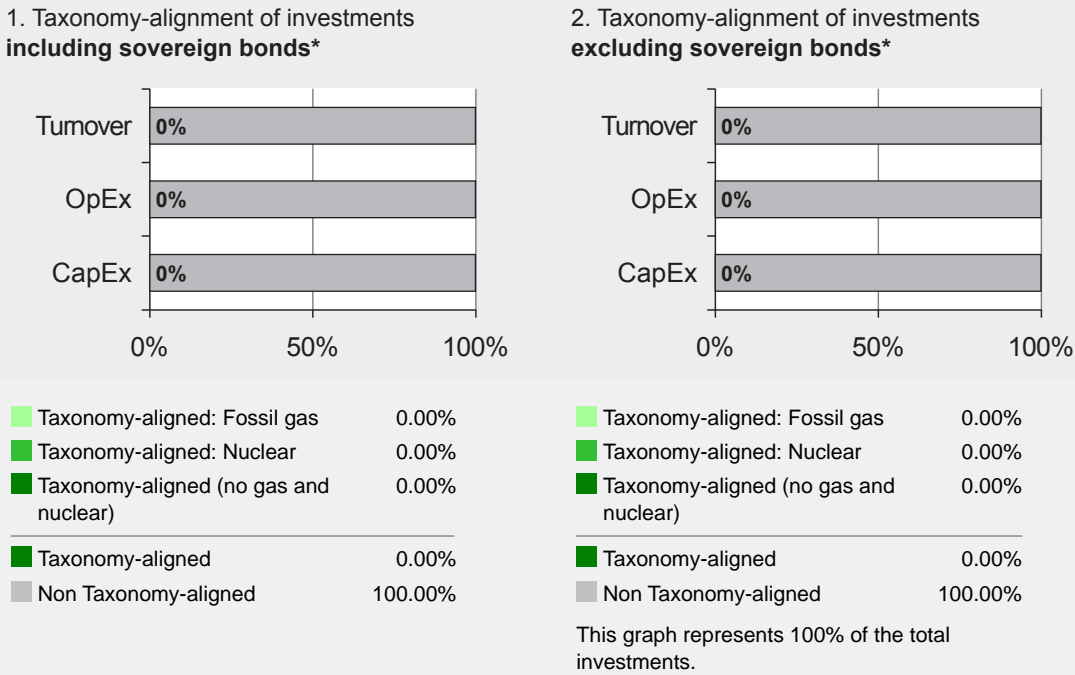 1. Taxonomy-alignment of investments
including sovereign bonds*
Turnover 0%
OpEx 0%
CapEx 0%
0% 50% 100%
Taxonomy-aligned: Fossil gas 0.00%
Taxonomy-aligned: Nuclear 0.00%
Taxonomy-aligned (no gas and 0.00%
nuclear)
Taxonomy-aligned 0.00%
Non Taxonomy-aligned 100.00%
2. Taxonomy-alignment of investments
excluding sovereign bonds*
Turnover 0%
OpEx 0%
CapEx 0%
0% 50% 100%
Taxonomy-aligned: Fossil gas 0.00%
Taxonomy-aligned: Nuclear 0.00%
Taxonomy-aligned (no gas and 0.00%
nuclear)
Taxonomy-aligned 0.00%
Non Taxonomy-aligned 100.00%
This graph represents 100% of the total
investments.